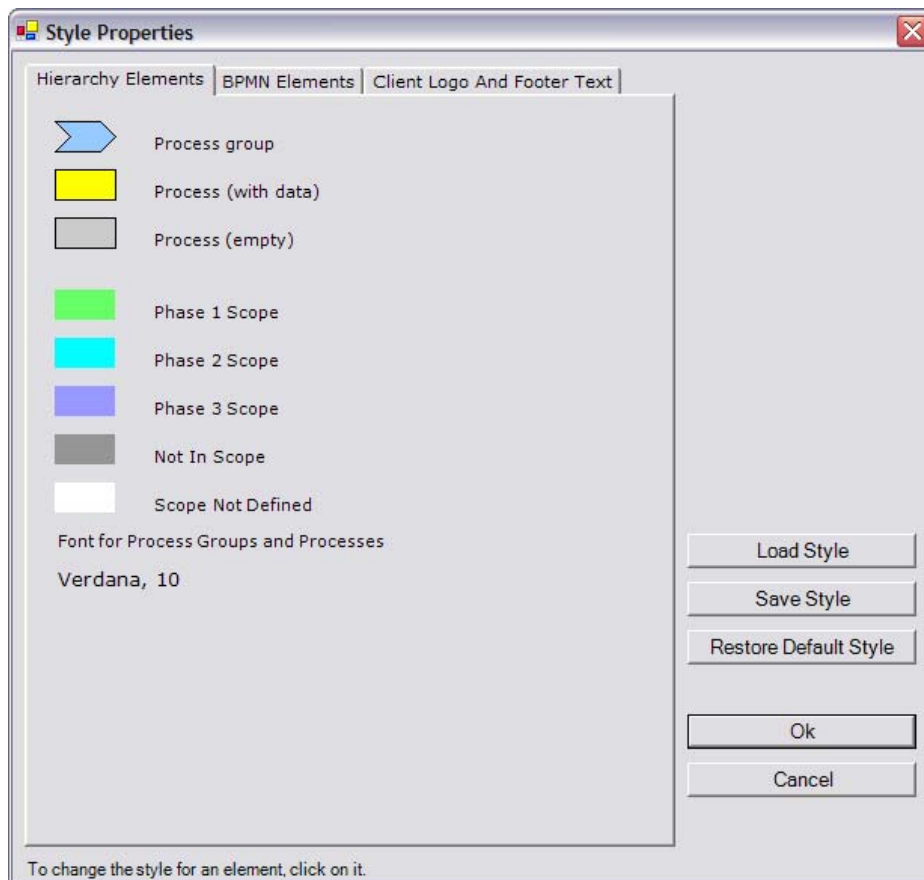 Style Properties
Hierarchy Elements
BPMN Elements
Client Logo And Footer Text
Process group
Process (with data)
Process (empty)
Phase 1 Scope
Phase 2 Scope
Phase 3 Scope
Not In Scope
Scope Not Defined
Font for Process Groups and Processes
Verdana, 10
Load Style
Save Style
Restore Default Style
Ok
Cancel
To change the style for an element, click on it.